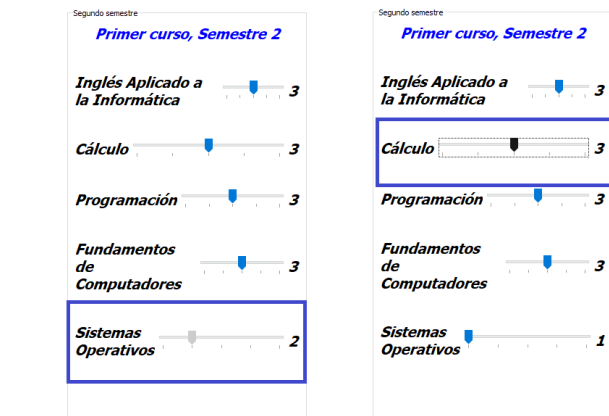 Segundo semestre
Primer curso, Semestre 2
Inglés Aplicado a
la Informática
3
Cálculo
3
Programación
3
Fundamentos
de
Computadores
3
Sistemas
Operativos
2
Segundo semestre
Primer curso, Semestre 2
Inglés Aplicado a
la Informática
3
Cálculo
3
Programación
3
Fundamentos
de
Computadores
3
Sistemas
Operativos
1